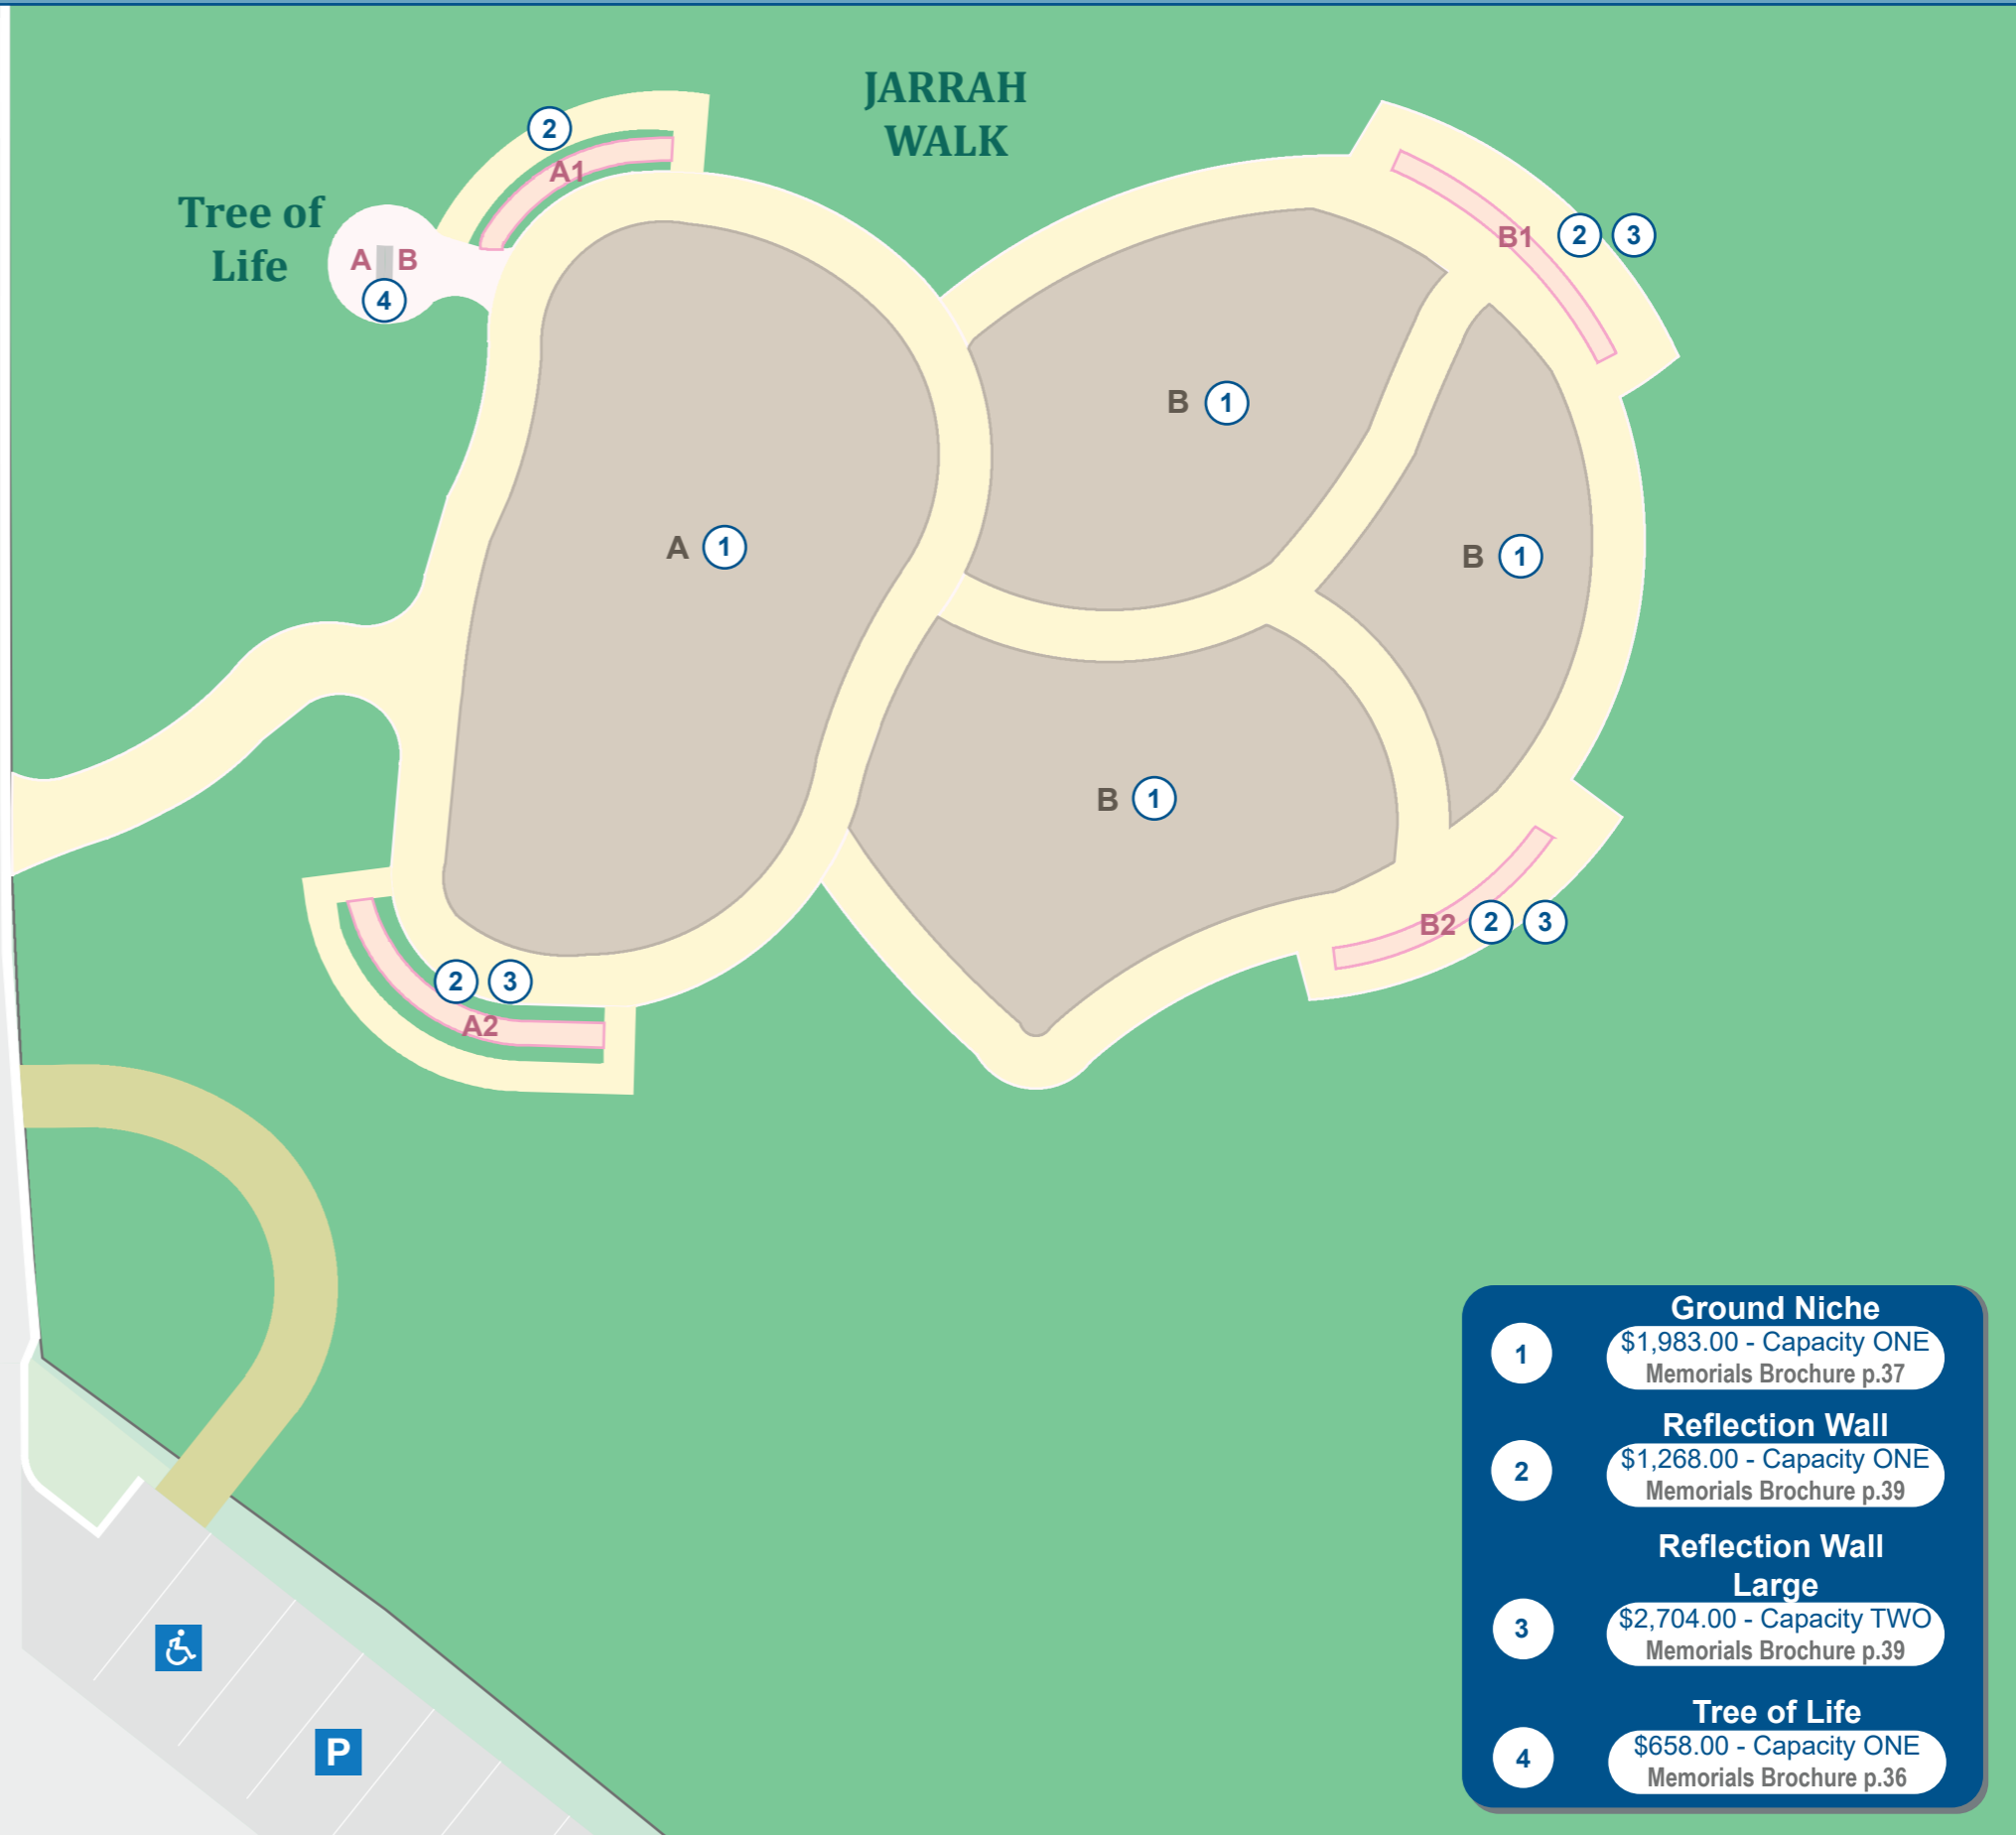 JARRAH
WALK
2
A1
Tree of
Life
A B
4
B1 2 3
B 1
A 1
B 1
B 1
B2 2 3
2 3
A2
Ground Niche
1
$1,983.00 - Capacity ONE
Memorials Brochure p.37
Reflection Wall
2
$1,268.00 - Capacity ONE
Memorials Brochure p.39
Reflection Wall
Large
3
$2,704.00 - Capacity TWO
Memorials Brochure p.39
Tree of Life
4
$658.00 - Capacity ONE
Memorials Brochure p.36
P